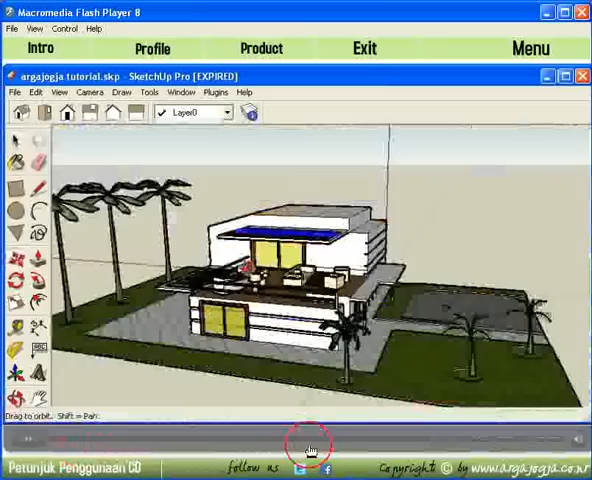 Macromedia Flash Player 8
File View Control Help
Intro Profile Product Exit Menu
argajogja tutorial.skp - SketchUp Pro [EXPIRED]
File Edit View Camera Draw Tools Window Plugins Help
Layer0
Drag to orbit. Shift = Pan.
Petunjuk Penggunaan CD follow us Copyright © by www.argajogja.co.nr